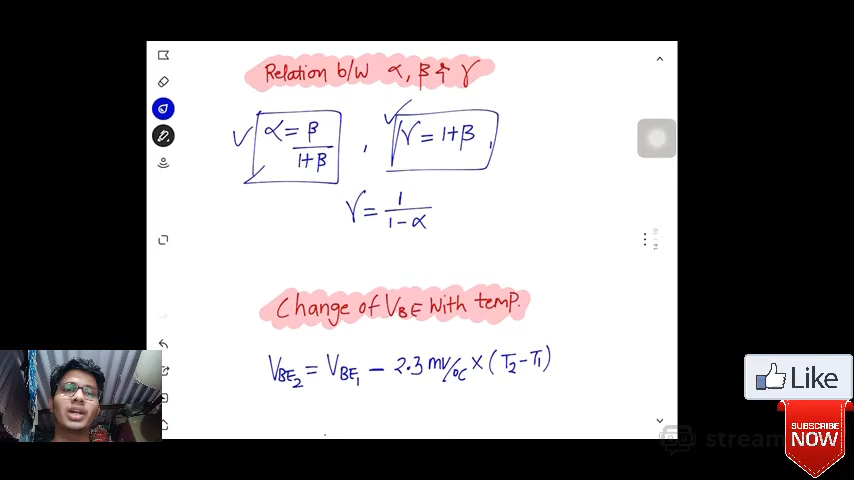 Relation b/w α, β & γ
α = β/1+β , γ = 1+β,
γ = 1/1-α
Change of VBE with temp.
VBE2 = VBE1 - 2.3 mV/°C × (T2 - T1)
Like
SUBSCRIBE
NOW
stream